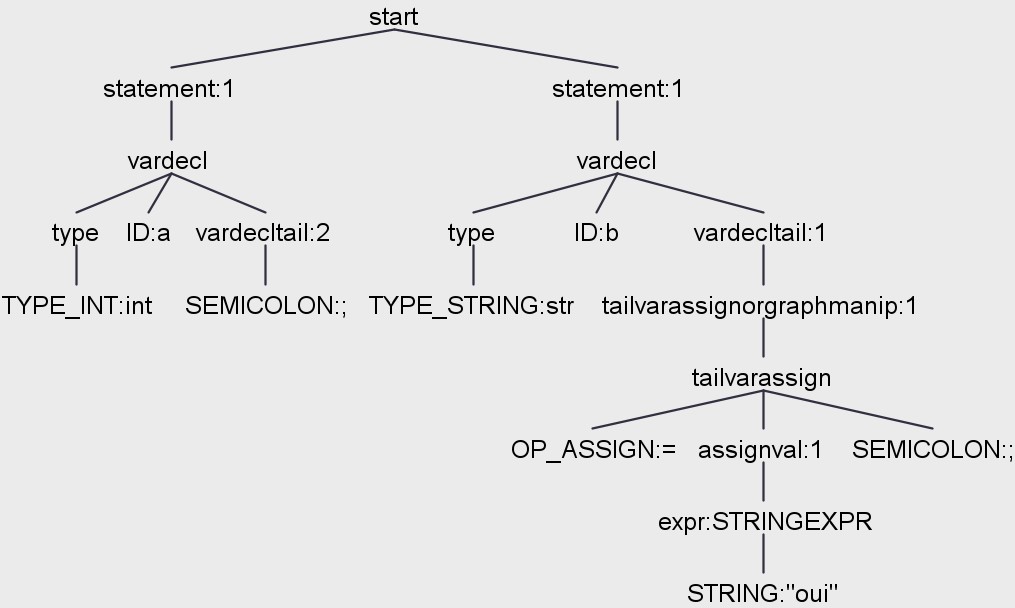 start
statement:1 statement:1
vardecl vardecl
type ID:a vardecltail:2 type ID:b vardecltail:1
TYPE_INT:int SEMICOLON:; TYPE_STRING:str tailvarassignorgraphmanip:1
tailvarassign
OP_ASSIGN:= assignval:1 SEMICOLON:;
expr:STRINGEXPR
STRING:"oui"